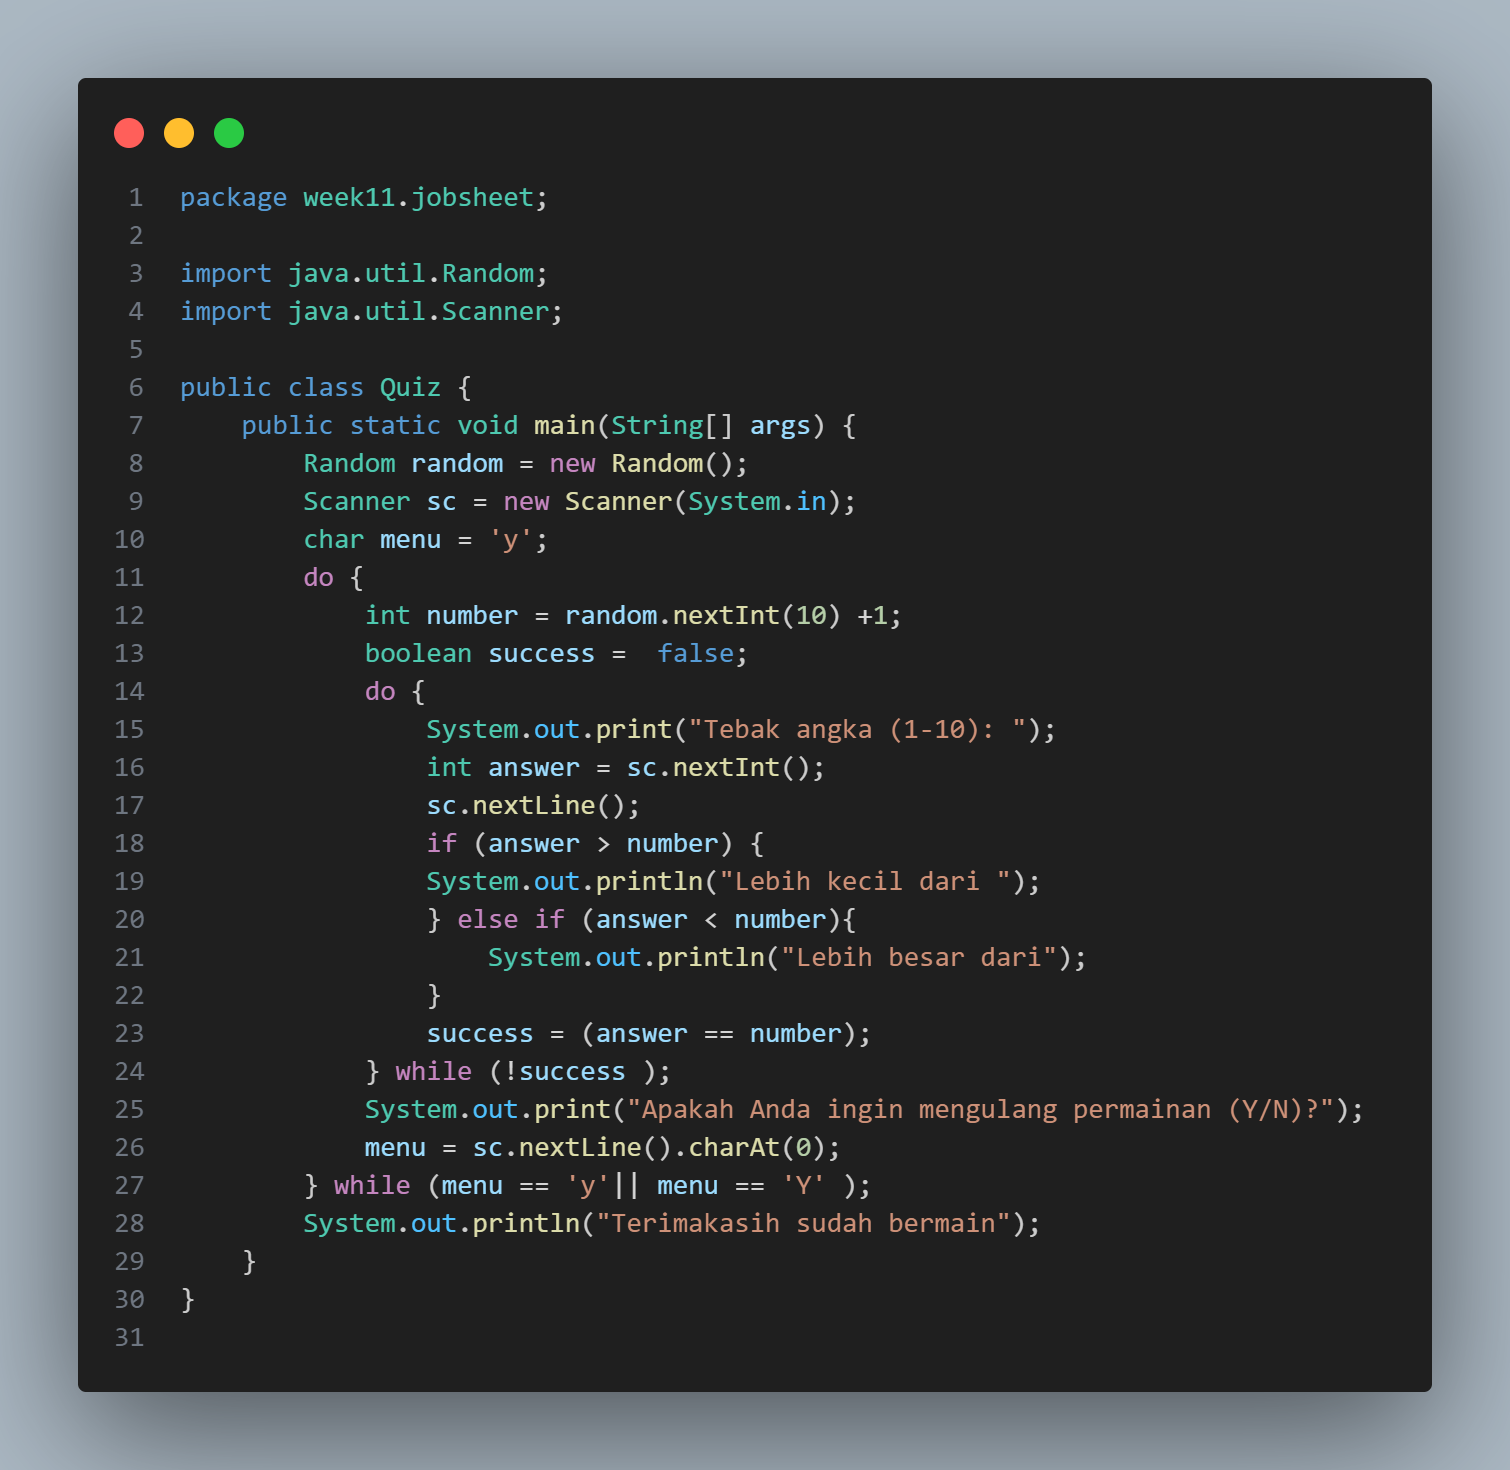 1 package week11.jobsheet;
2
3 import java.util.Random;
4 import java.util.Scanner;
5
6 public class Quiz {
7     public static void main(String[] args) {
8         Random random = new Random();
9         Scanner sc = new Scanner(System.in);
10         char menu = 'y';
11         do {
12             int number = random.nextInt(10) +1;
13             boolean success =  false;
14             do {
15                 System.out.print("Tebak angka (1-10): ");
16                 int answer = sc.nextInt();
17                 sc.nextLine();
18                 if (answer > number) {
19                 System.out.println("Lebih kecil dari ");
20                 } else if (answer < number){
21                     System.out.println("Lebih besar dari");
22                 }
23                 success = (answer == number);
24             } while (!success );
25             System.out.print("Apakah Anda ingin mengulang permainan (Y/N)?");
26             menu = sc.nextLine().charAt(0);
27         } while (menu == 'y'|| menu == 'Y' );
28         System.out.println("Terimakasih sudah bermain");
29     }
30 }
31